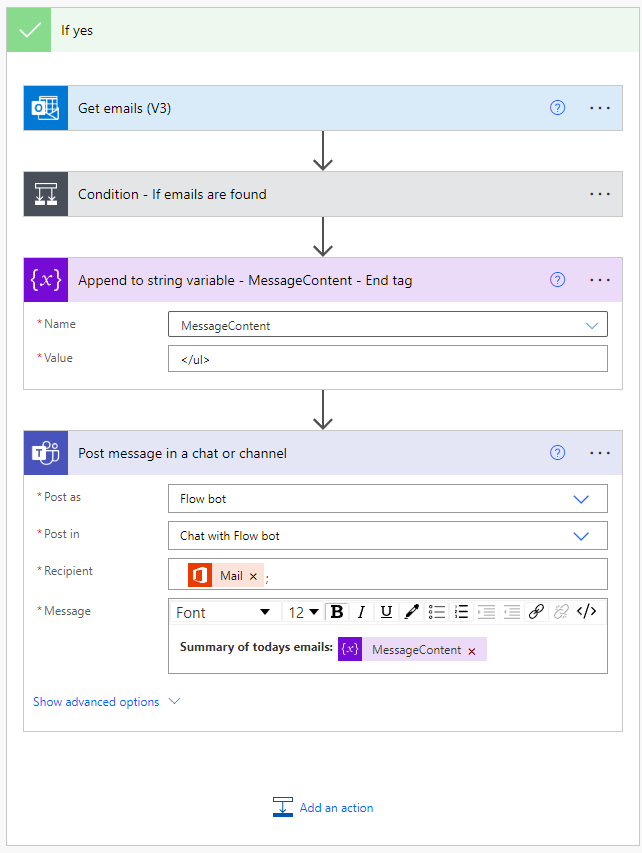 If yes
Get emails (V3)
Condition - If emails are found
{x} Append to string variable - MessageContent - End tag
* Name MessageContent
* Value </ul>
Post message in a chat or channel
* Post as Flow bot
* Post in Chat with Flow bot
* Recipient Mail × ;
* Message Font 12 B I U </>
Summary of todays emails: {x} MessageContent ×
Show advanced options
Add an action